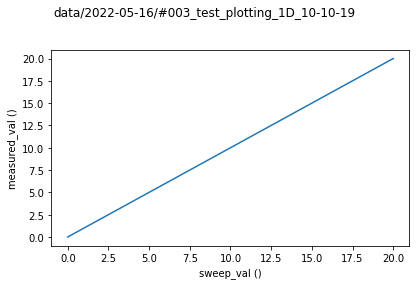 data/2022-05-16/#003_test_plotting_1D_10-10-19
20.0
17.5
15.0
12.5
10.0
7.5
5.0
2.5
0.0
measured_val ()
0.0 2.5 5.0 7.5 10.0 12.5 15.0 17.5 20.0
sweep_val ()